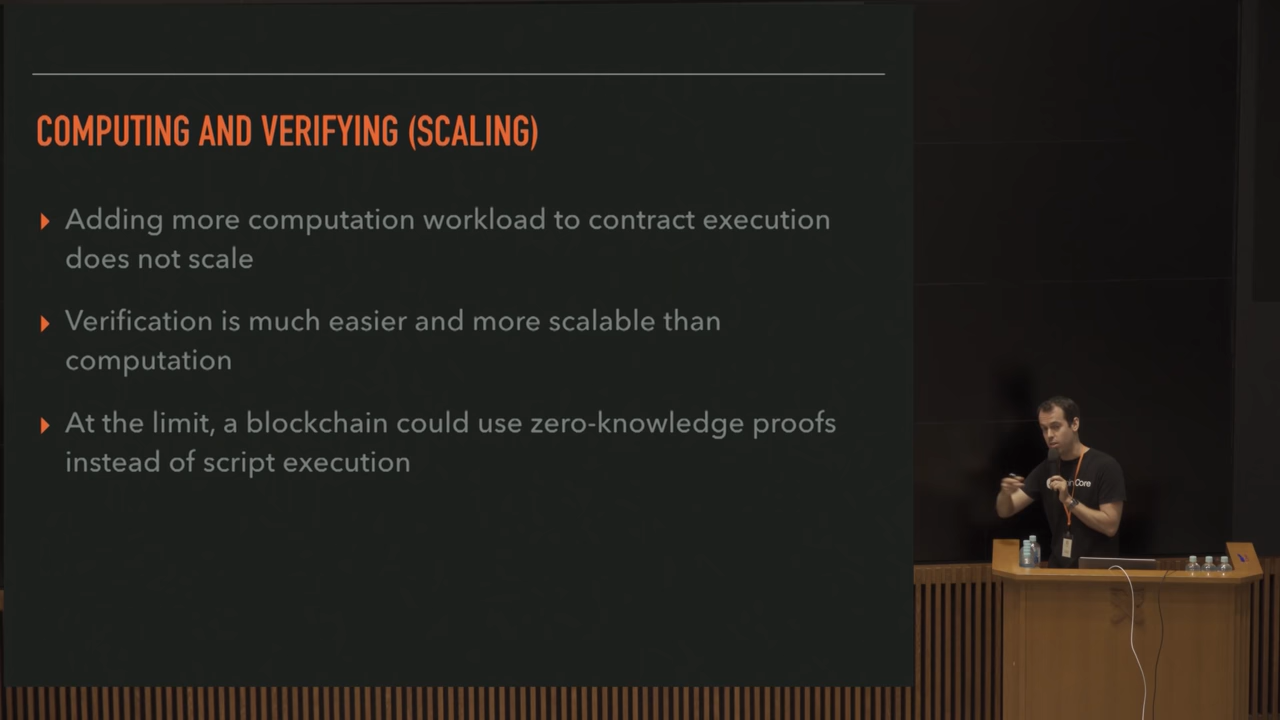 COMPUTING AND VERIFYING (SCALING)
Adding more computation workload to contract execution
does not scale
Verification is much easier and more scalable than
computation
At the limit, a blockchain could use zero-knowledge proofs
instead of script execution
Core